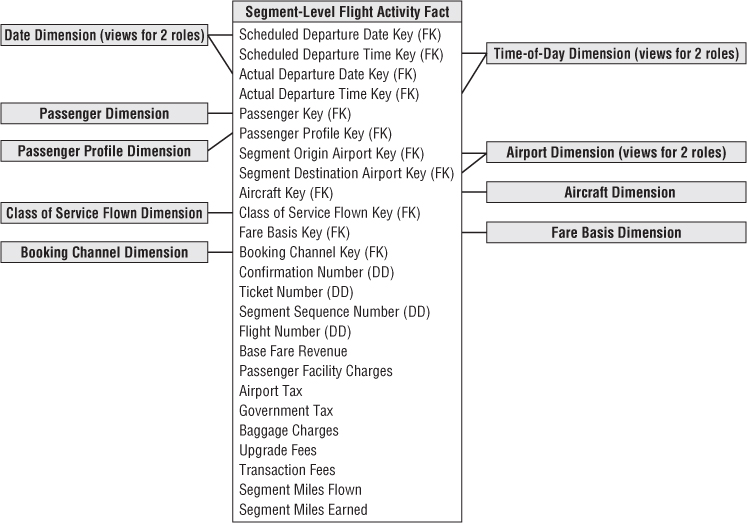 Segment-Level Flight Activity Fact
Scheduled Departure Date Key (FK)
Scheduled Departure Time Key (FK)
Actual Departure Date Key (FK)
Actual Departure Time Key (FK)
Passenger Key (FK)
Passenger Profile Key (FK)
Segment Origin Airport Key (FK)
Segment Destination Airport Key (FK)
Aircraft Key (FK)
Class of Service Flown Key (FK)
Fare Basis Key (FK)
Booking Channel Key (FK)
Confirmation Number (DD)
Ticket Number (DD)
Segment Sequence Number (DD)
Flight Number (DD)
Base Fare Revenue
Passenger Facility Charges
Airport Tax
Government Tax
Baggage Charges
Upgrade Fees
Transaction Fees
Segment Miles Flown
Segment Miles Earned
Date Dimension (views for 2 roles)
Passenger Dimension
Passenger Profile Dimension
Class of Service Flown Dimension
Booking Channel Dimension
Time-of-Day Dimension (views for 2 roles)
Airport Dimension (views for 2 roles)
Aircraft Dimension
Fare Basis Dimension